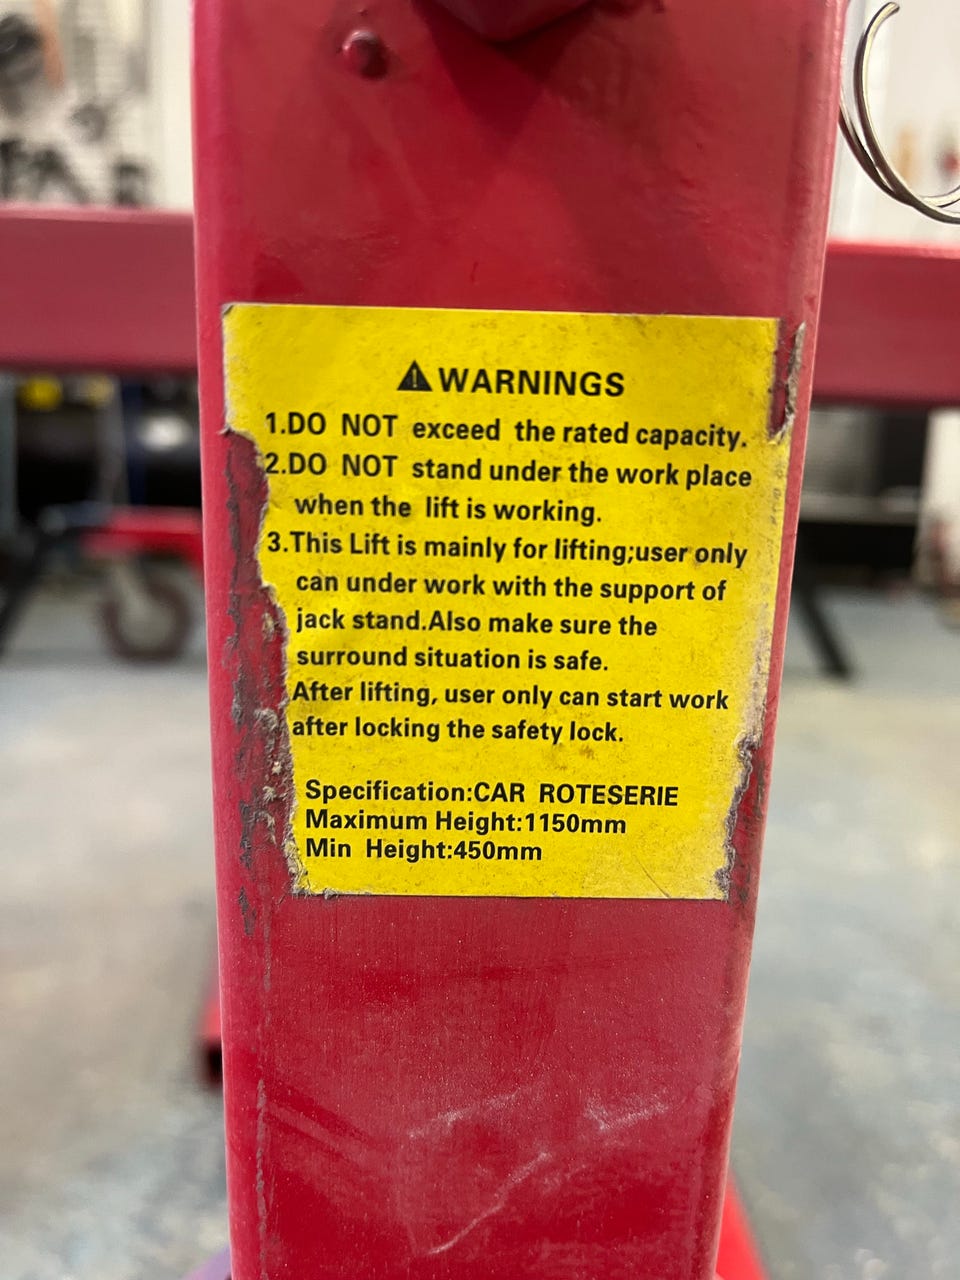 ⚠WARNINGS
1.DO NOT exceed the rated capacity.
2.DO NOT stand under the work place
when the lift is working.
3.This Lift is mainly for lifting;user only
can under work with the support of
jack stand.Also make sure the
surround situation is safe.
After lifting, user only can start work
after locking the safety lock.
Specification:CAR ROTESERIE
Maximum Height:1150mm
Min Height:450mm